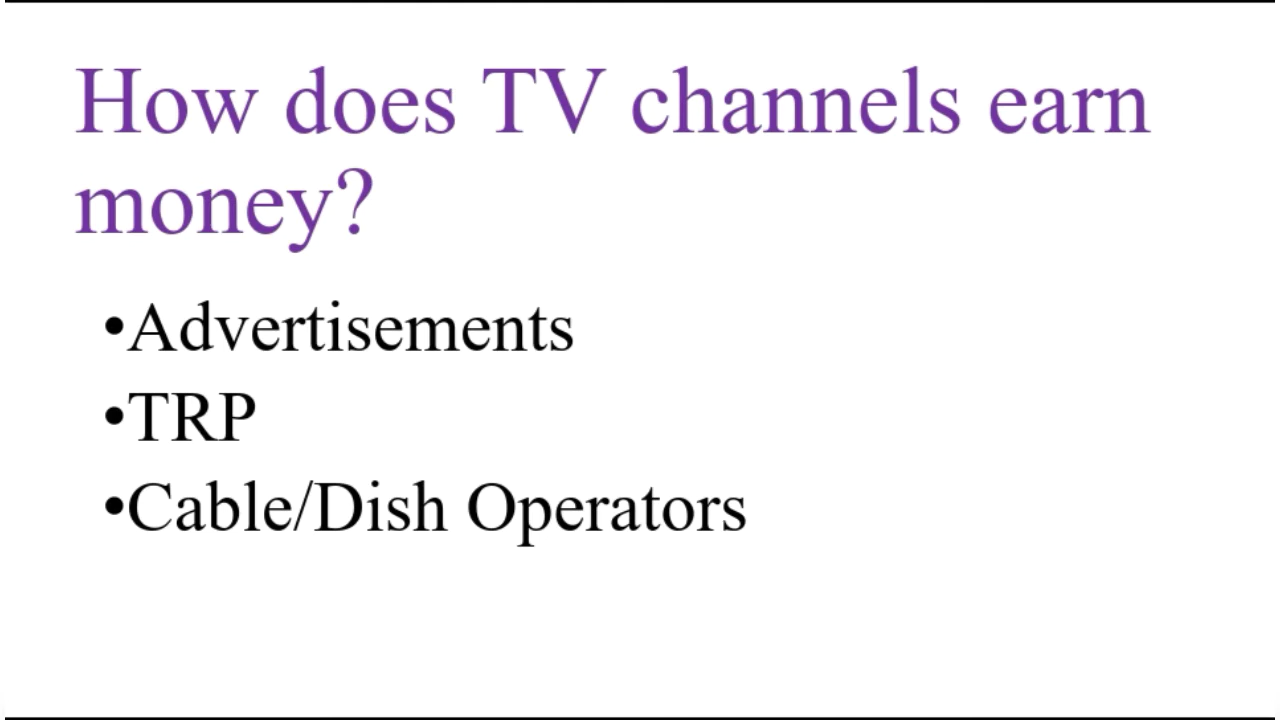 How does TV channels earn
money?
•Advertisements
•TRP
•Cable/Dish Operators